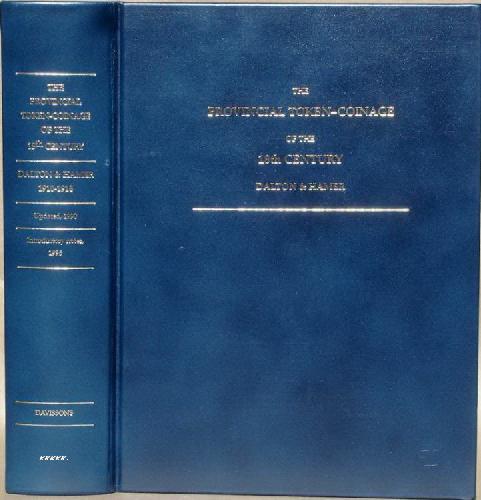 THE
PROVINCIAL
TOKEN-COINAGE
OF THE
18th CENTURY
DALTON & HAMER
1910-1918
Updated, 1990
Introductory notes,
1996
DAVISSONS
THE
PROVINCIAL TOKEN-COINAGE
OF THE
18th CENTURY
DALTON & HAMER